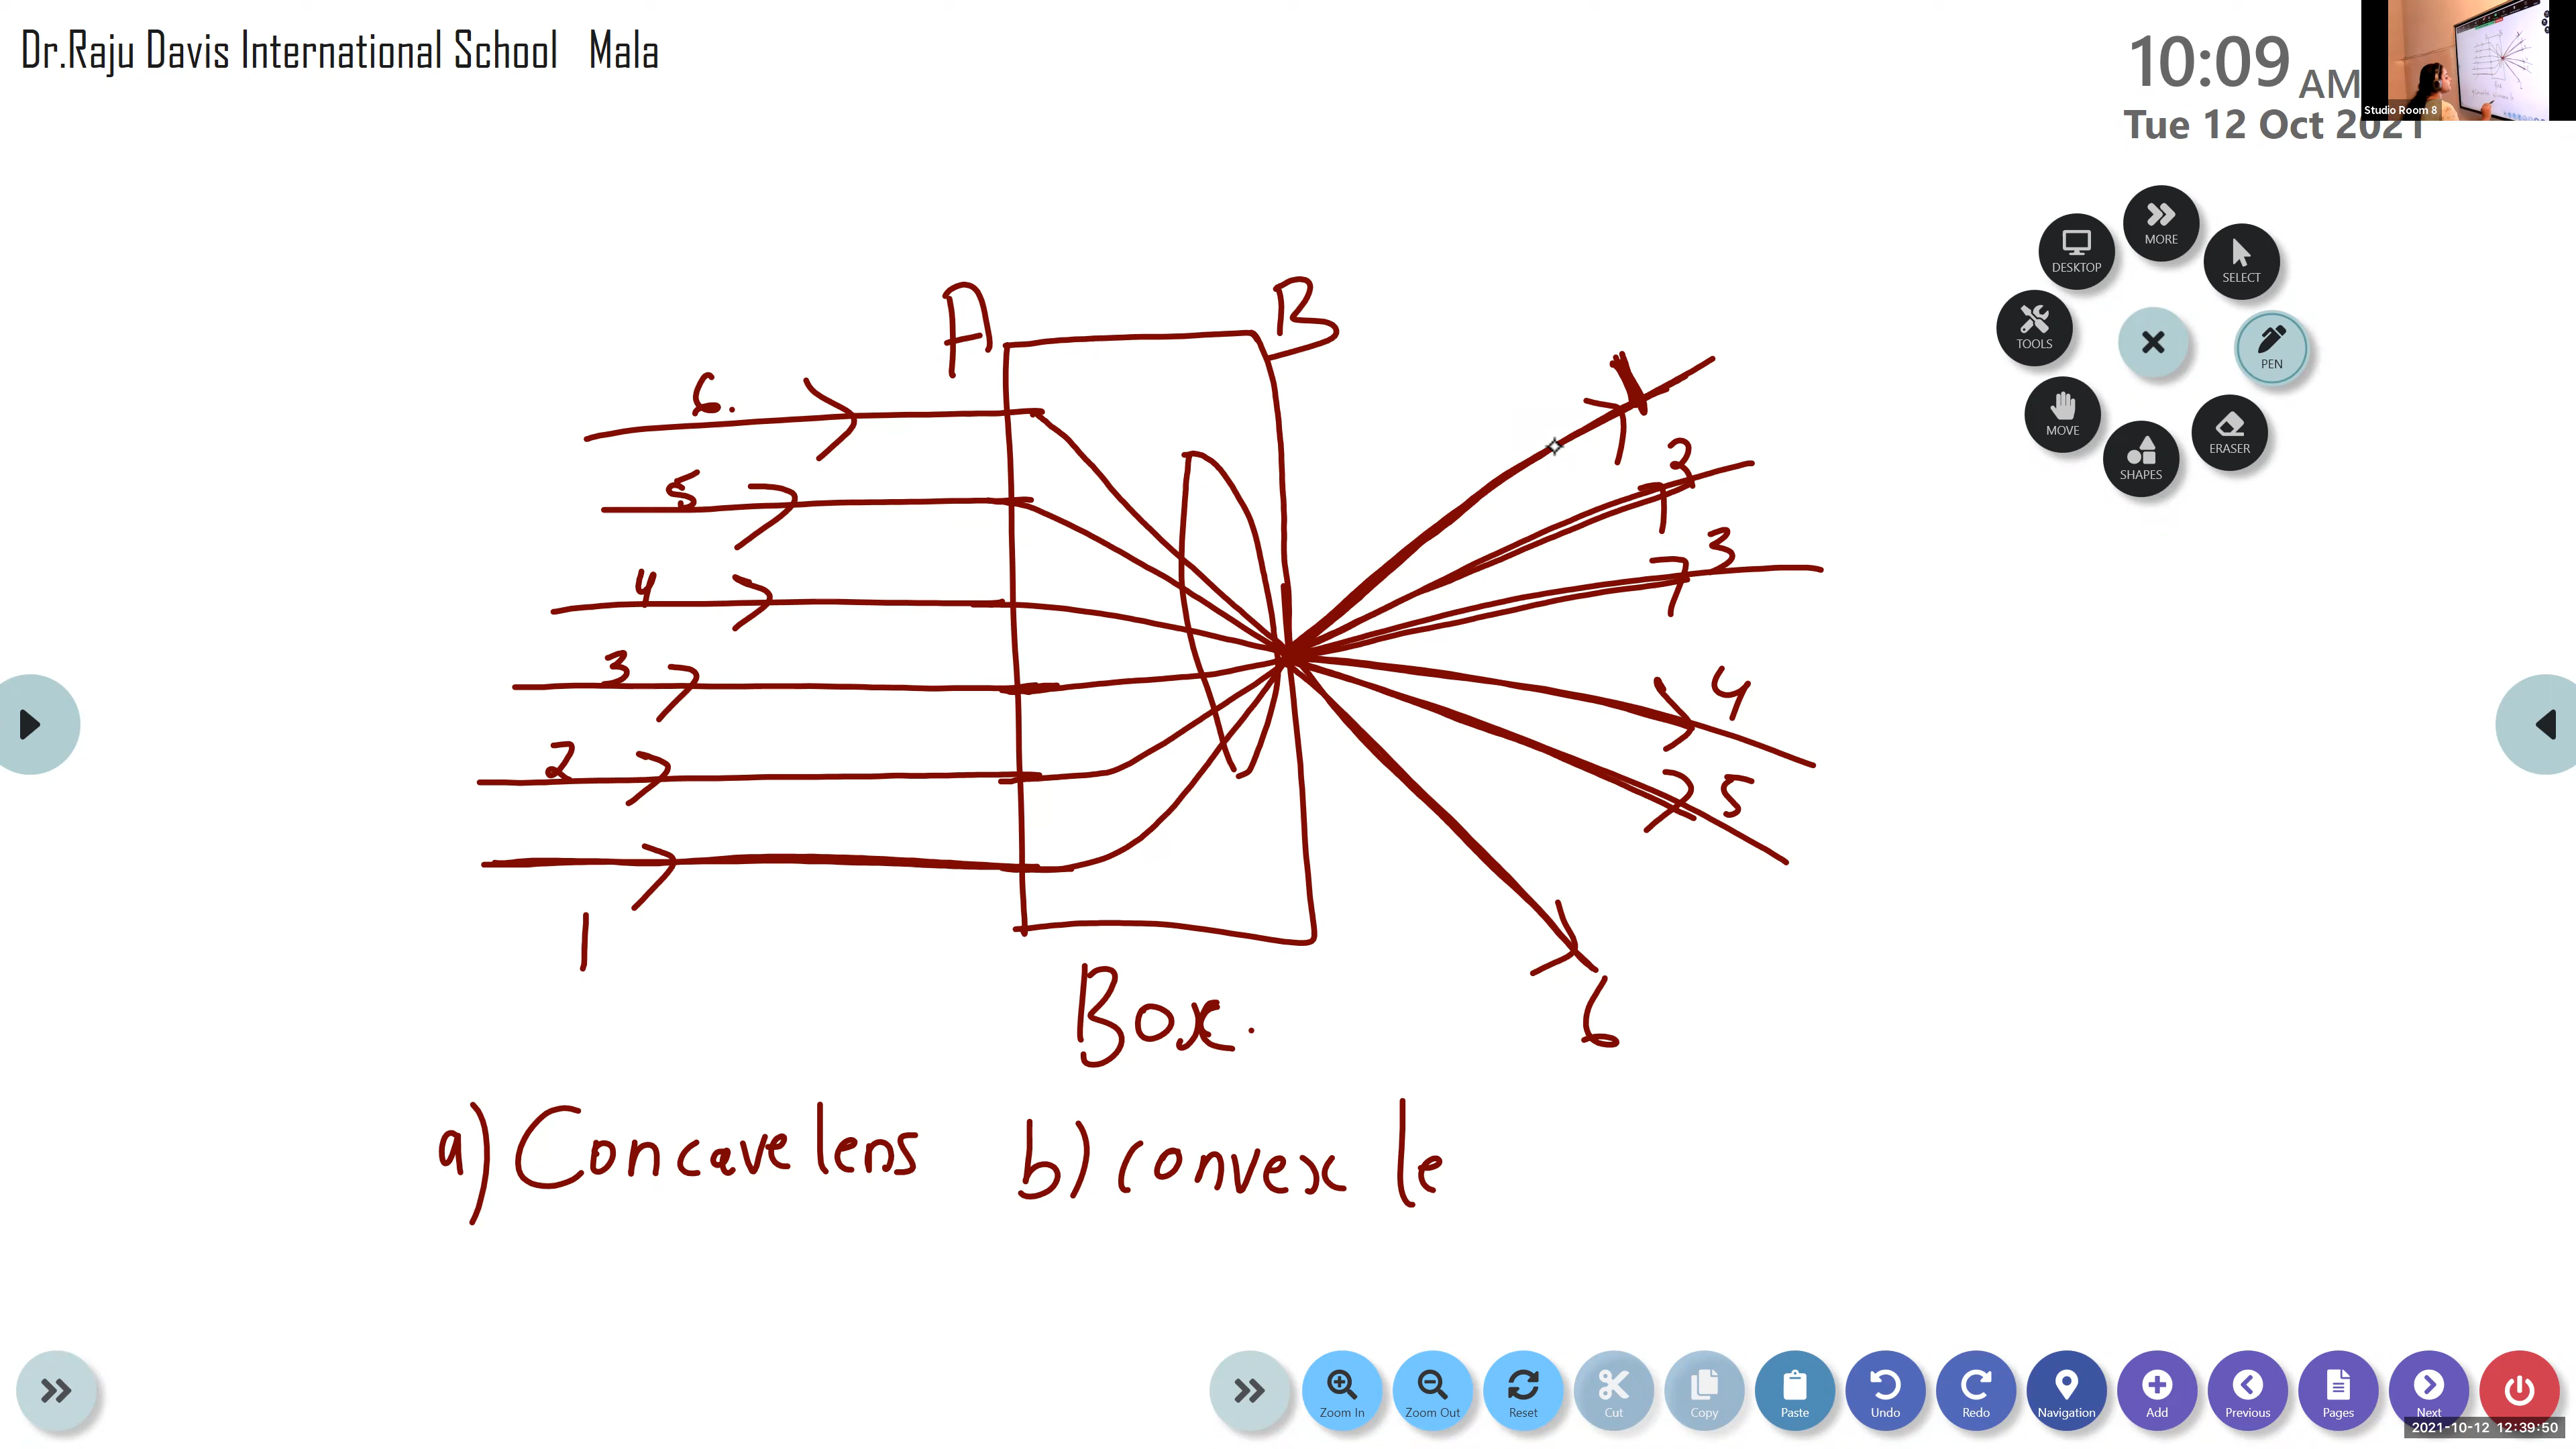 Dr.Raju Davis International School Mala
10:09 AM
Tue 12 Oct 2021
Studio Room 8
MORE
DESKTOP
SELECT
TOOLS
PEN
MOVE
ERASER
SHAPES
A
B
6.
5
4
3
2
1
1
2
3
4
5
6
Box.
a) Concave lens b) convex le
Zoom In
Zoom Out
Reset
Cut
Copy
Paste
Undo
Redo
Navigation
Add
Previous
Pages
Next
2021-10-12 12:39:50